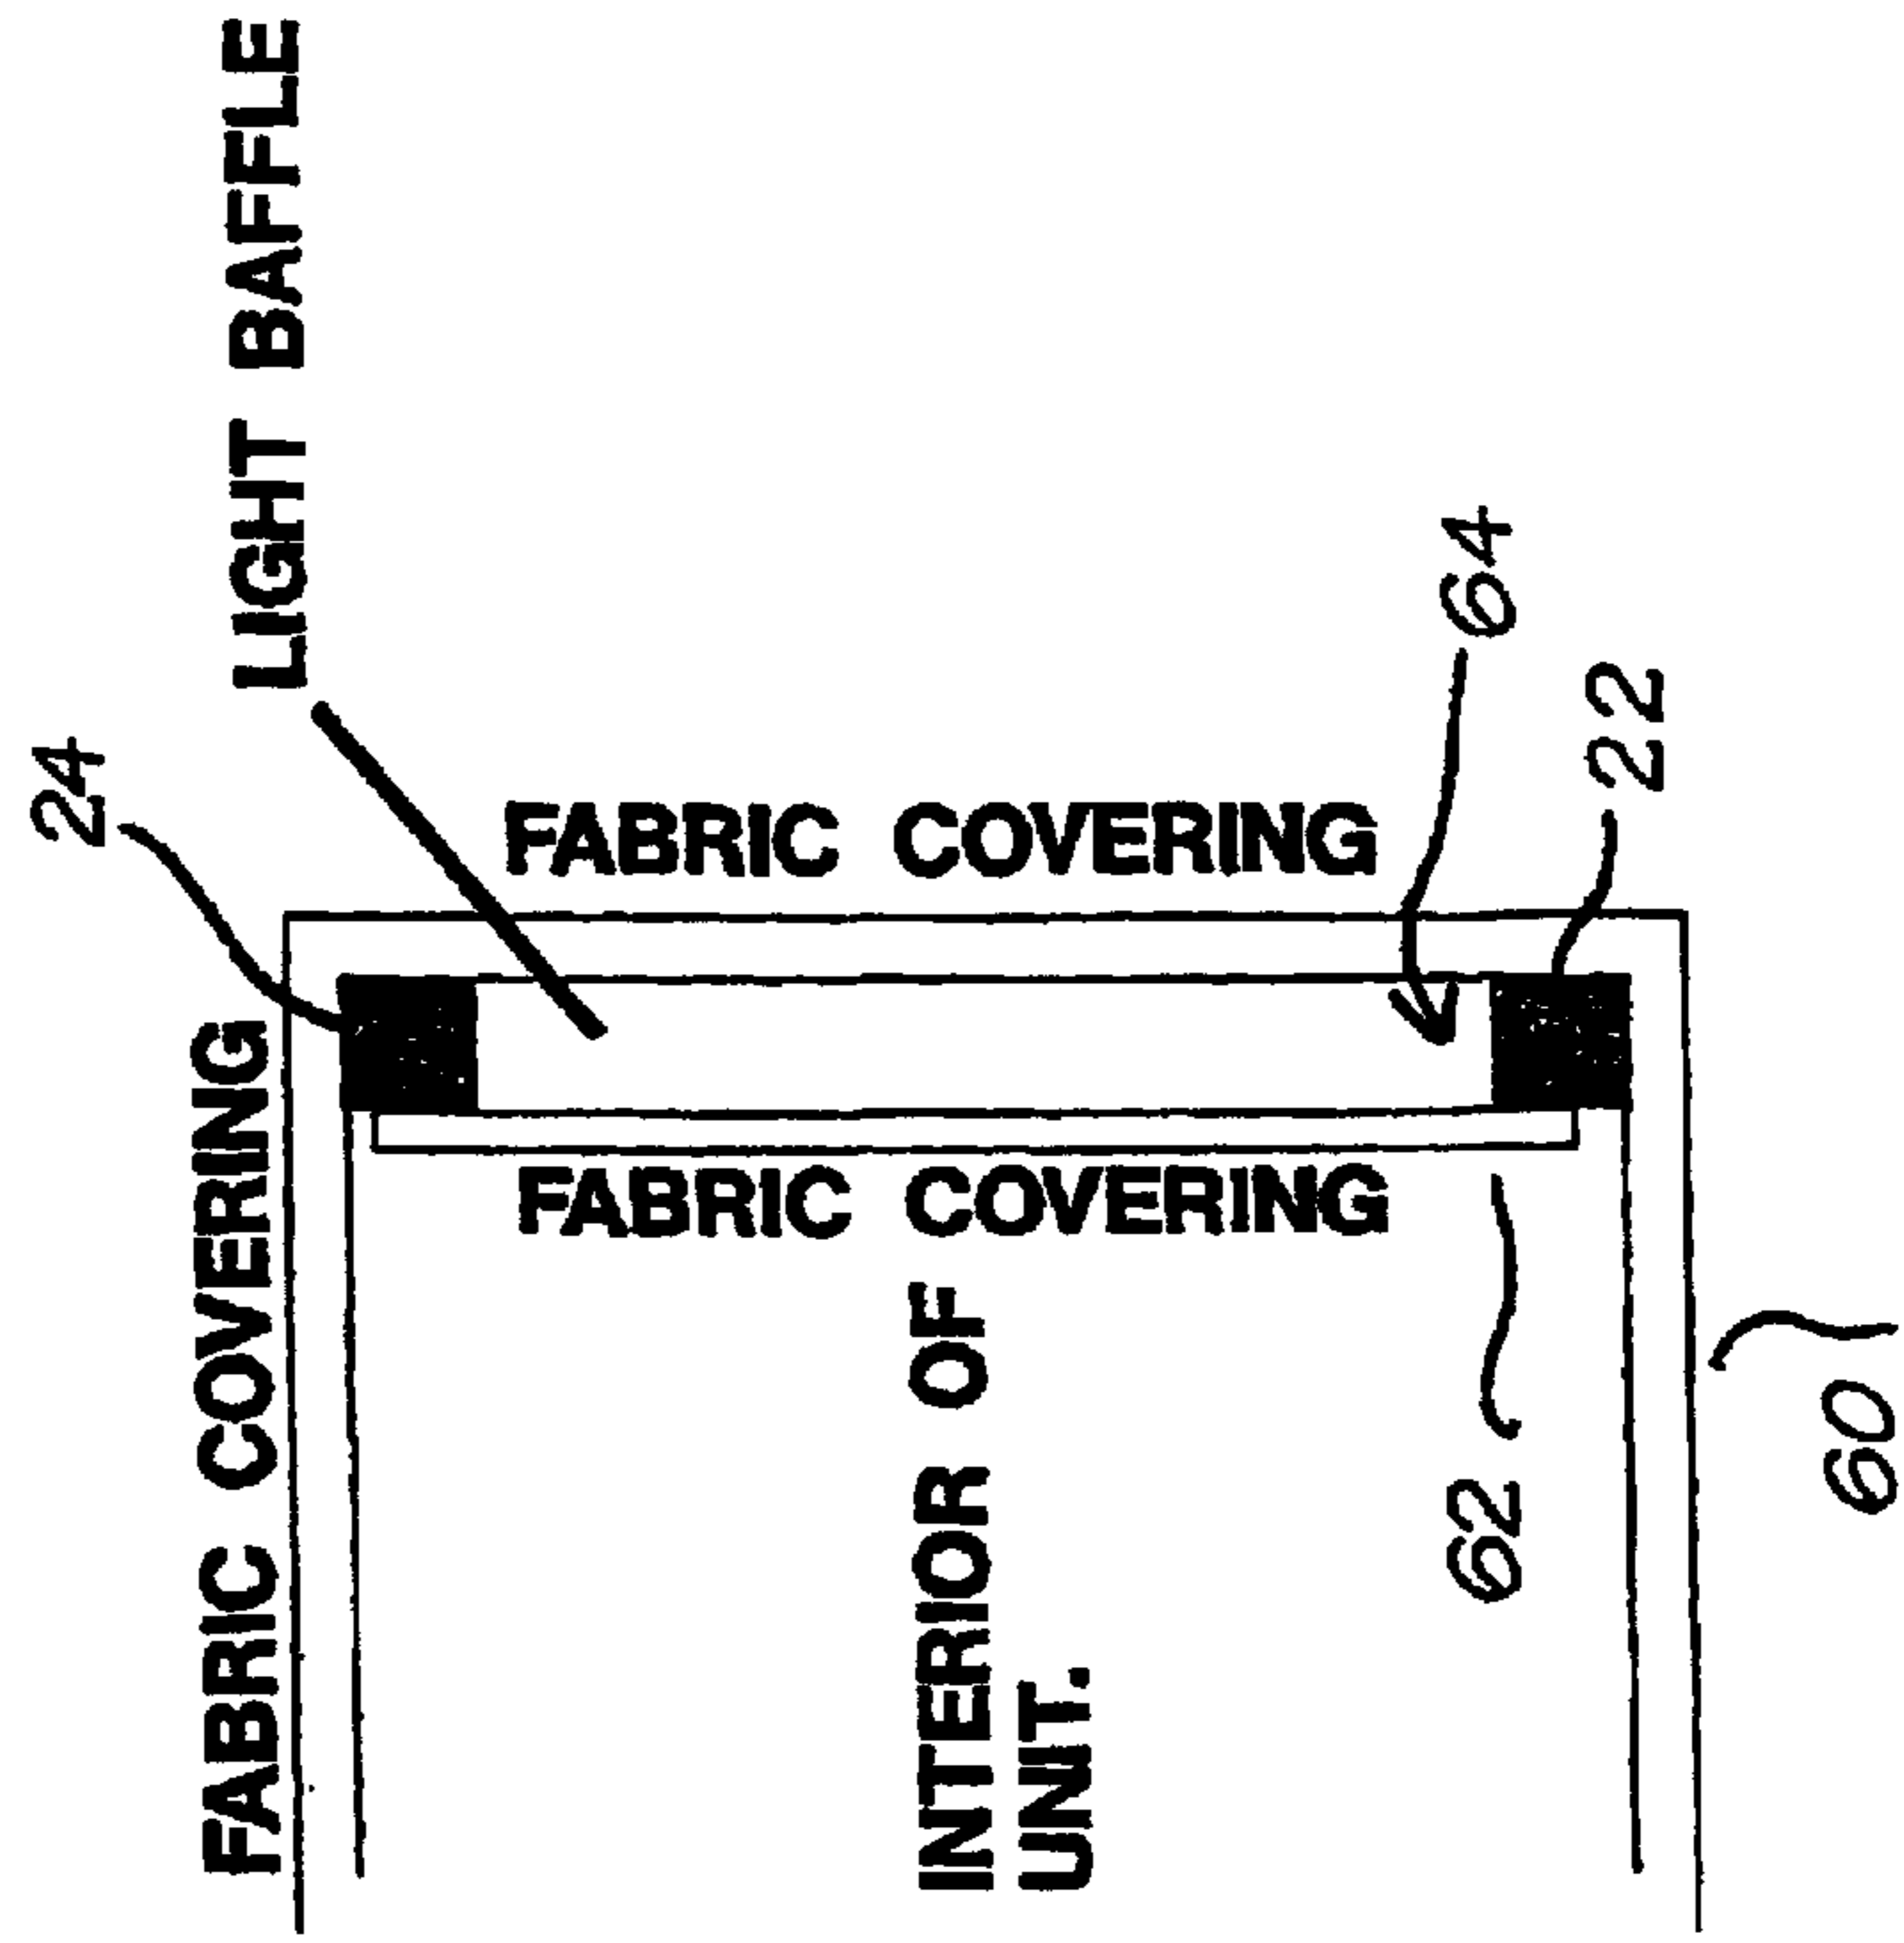 LIGHT BAFFLE
24
FABRIC COVERING
FABRIC COVERING
64
22
FABRIC COVERING
INTERIOR OF
UNIT.
62
60